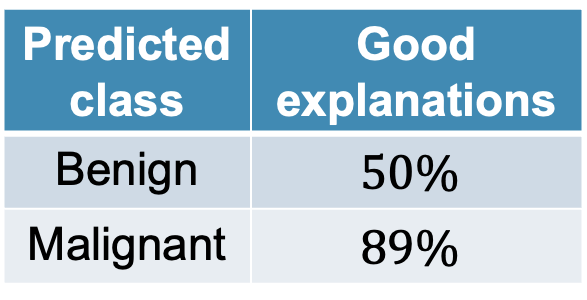 Predicted class
Good explanations
Benign 50%
Malignant 89%